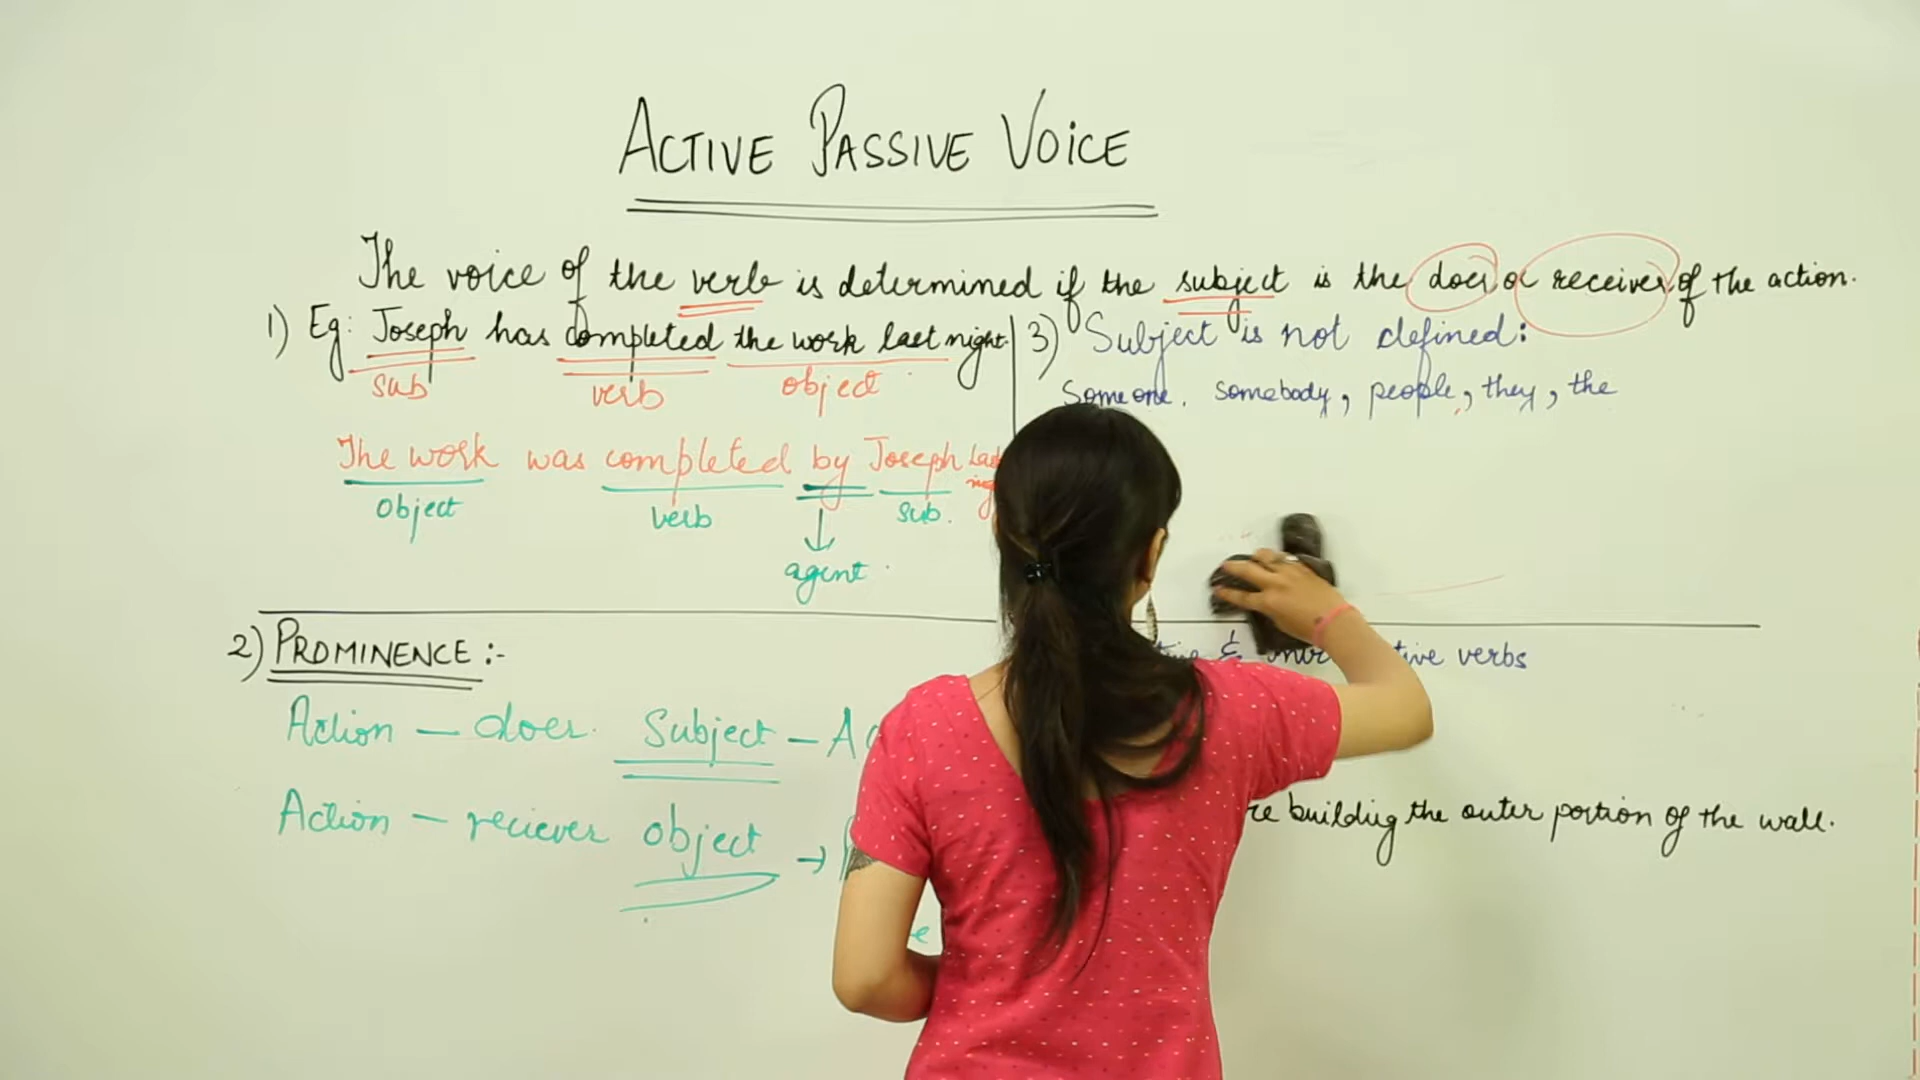 ACTIVE PASSIVE VOICE
The voice of the verb is determined if the subject is the doer or receiver of the action.
1) Eg: Joseph has completed the work last night.
sub verb object
The work was completed by Joseph
object verb sub.
agent
3) Subject is not defined:
Someone, somebody, people, they, the
2) PROMINENCE :-
Action - doer. Subject -
Action - reciever object →
& verbs
building the outer portion of the wall.